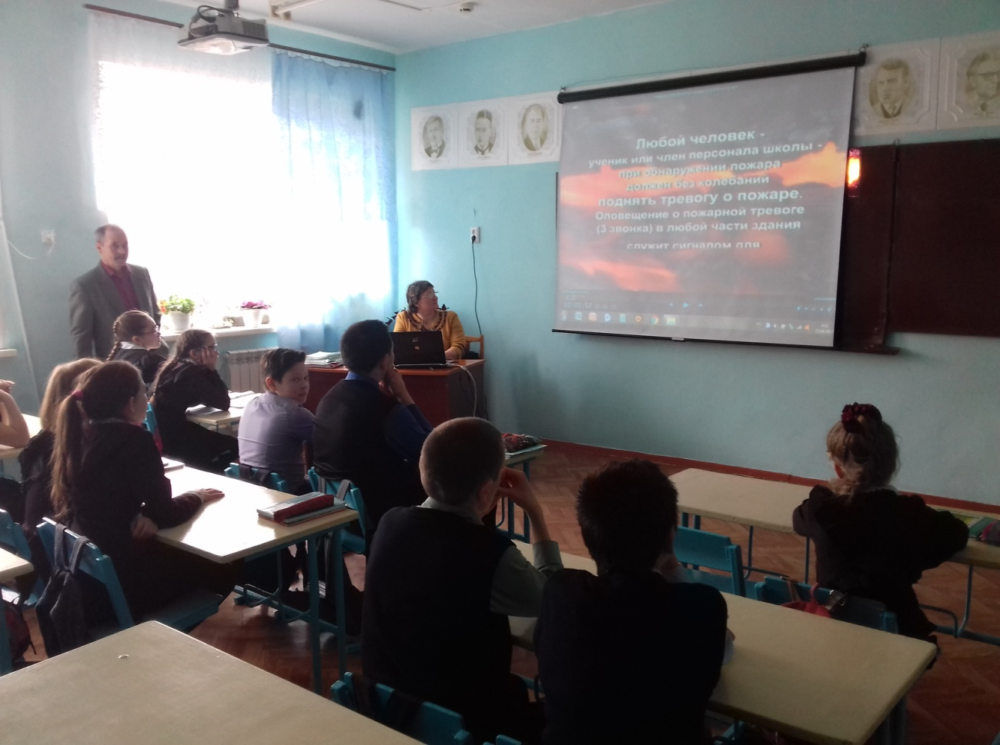 Любой человек -
ученик или член персонала школы -
при обнаружении пожара
должен без колебаний
поднять тревогу о пожаре.
Оповещение о пожарной тревоге
(3 звонка) в любой части здания
служит сигналом для